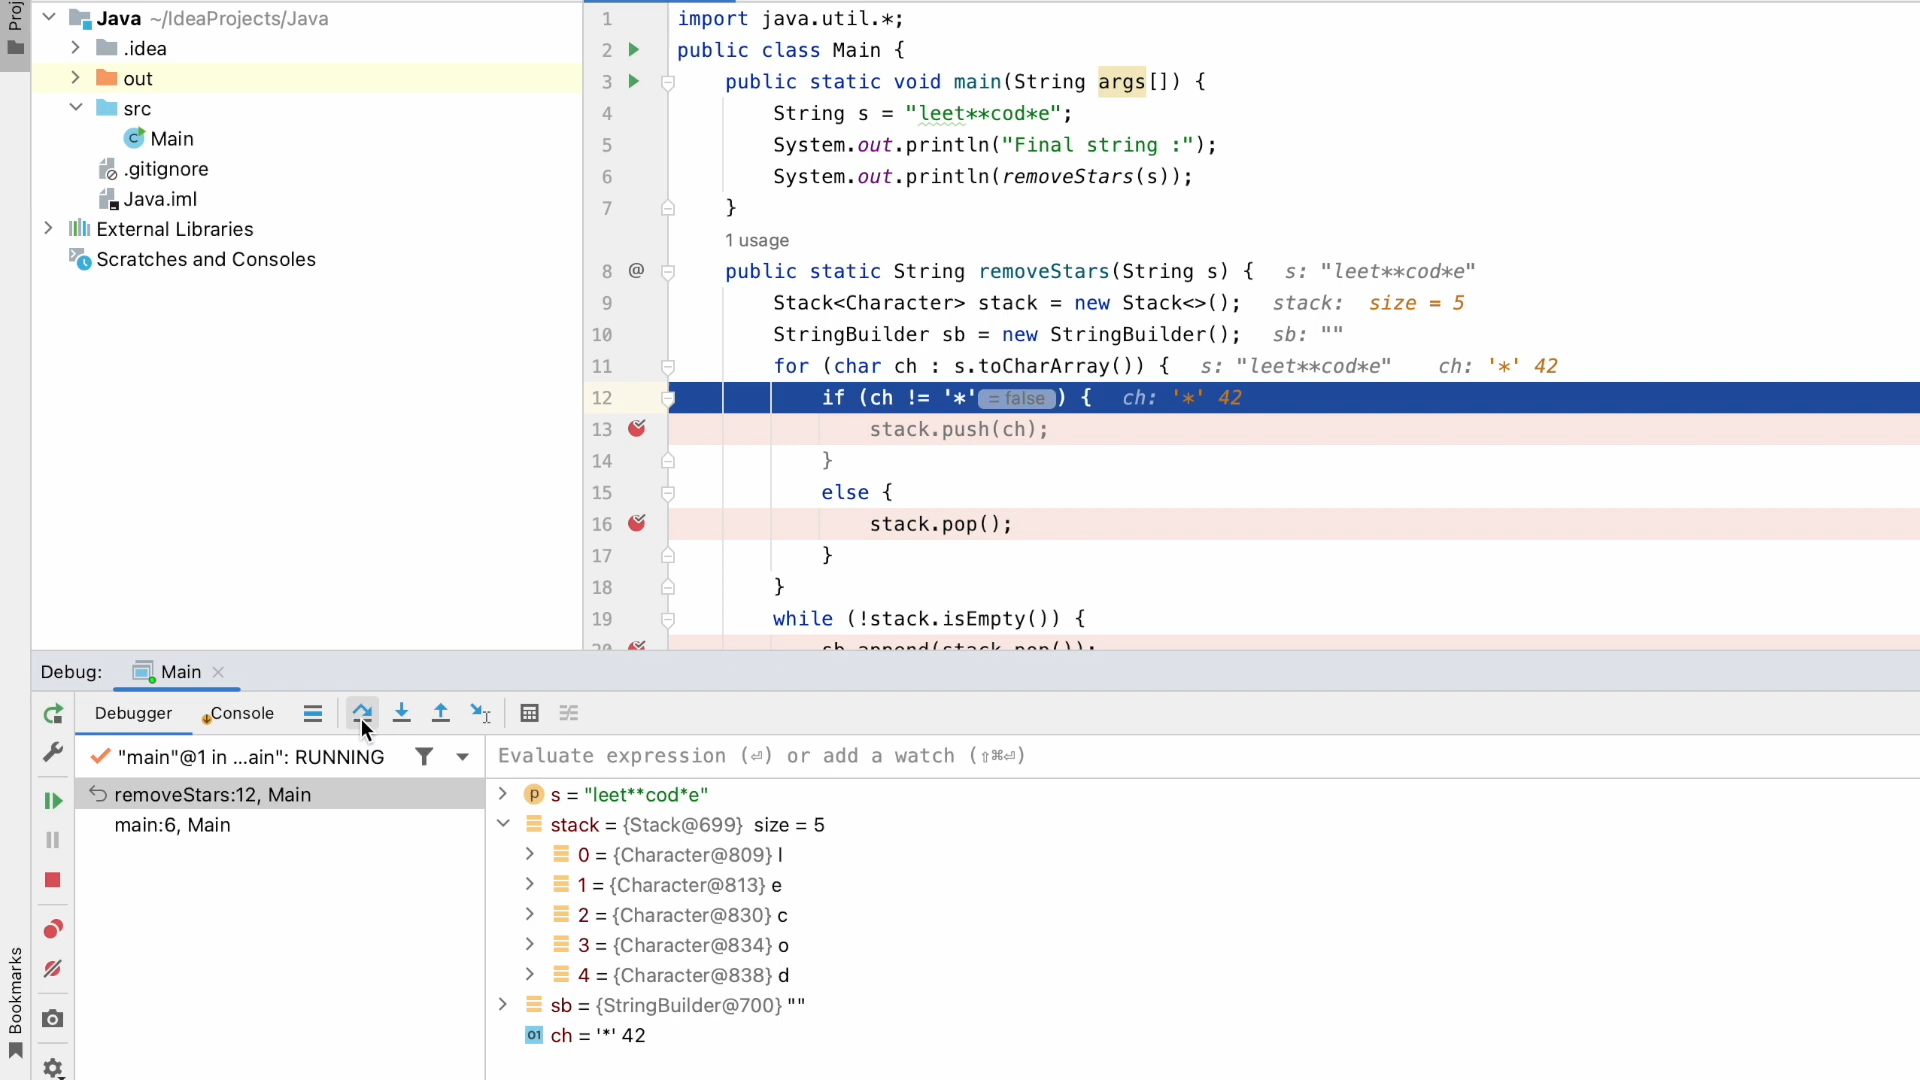 Proj
Java ~/IdeaProjects/Java
.idea
out
src
Main
.gitignore
Java.iml
External Libraries
Scratches and Consoles
1 import java.util.*;
2 public class Main {
3 public static void main(String args[]) {
4 String s = "leet**cod*e";
5 System.out.println("Final string :");
6 System.out.println(removeStars(s));
7 }
1 usage
8 @ public static String removeStars(String s) { s: "leet**cod*e"
9 Stack<Character> stack = new Stack<>(); stack: size = 5
10 StringBuilder sb = new StringBuilder(); sb: ""
11 for (char ch : s.toCharArray()) { s: "leet**cod*e" ch: '*' 42
12 if (ch != '*' = false ) { ch: '*' 42
13 stack.push(ch);
14 }
15 else {
16 stack.pop();
17 }
18 }
19 while (!stack.isEmpty()) {
20 sb.append(stack.pop());
Debug: Main
Debugger Console
"main"@1 in ...ain": RUNNING
Evaluate expression (⏎) or add a watch (⇧⌘⏎)
removeStars:12, Main
main:6, Main
p s = "leet**cod*e"
stack = {Stack@699} size = 5
0 = {Character@809} l
1 = {Character@813} e
2 = {Character@830} c
3 = {Character@834} o
4 = {Character@838} d
sb = {StringBuilder@700} ""
01 ch = '*' 42
Bookmarks